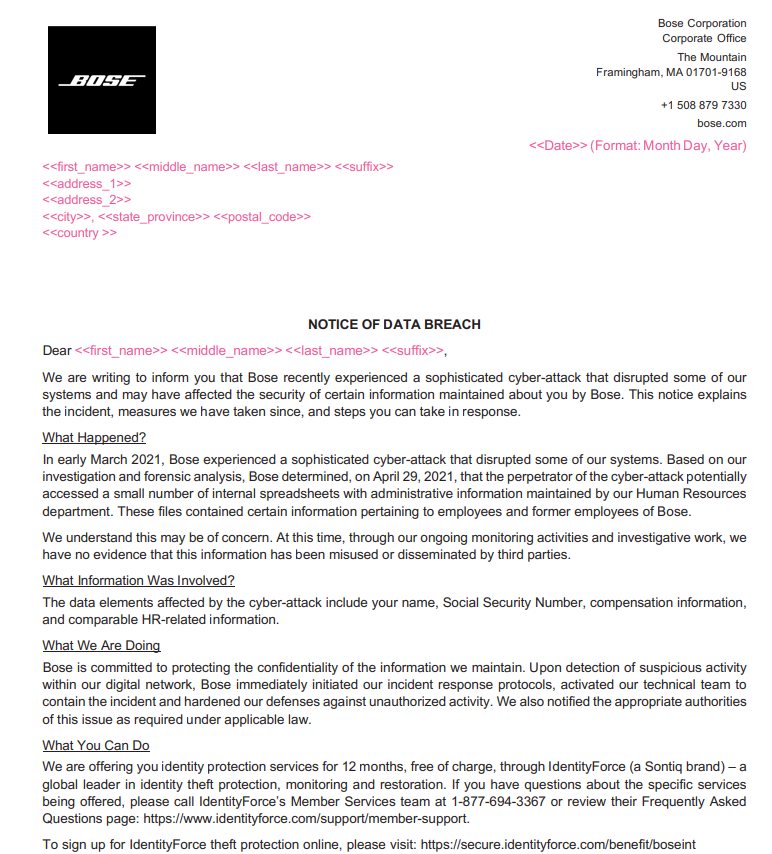 BOSE
Bose Corporation
Corporate Office
The Mountain
Framingham, MA 01701-9168
US
+1 508 879 7330
bose.com
<<Date>> (Format: Month Day, Year)
<<first_name>> <<middle_name>> <<last_name>> <<suffix>>
<<address_1>>
<<address_2>>
<<city>>, <<state_province>> <<postal_code>>
<<country >>
NOTICE OF DATA BREACH
Dear <<first_name>> <<middle_name>> <<last_name>> <<suffix>>,
We are writing to inform you that Bose recently experienced a sophisticated cyber-attack that disrupted some of our
systems and may have affected the security of certain information maintained about you by Bose. This notice explains
the incident, measures we have taken since, and steps you can take in response.
What Happened?
In early March 2021, Bose experienced a sophisticated cyber-attack that disrupted some of our systems. Based on our
investigation and forensic analysis, Bose determined, on April 29, 2021, that the perpetrator of the cyber-attack potentially
accessed a small number of internal spreadsheets with administrative information maintained by our Human Resources
department. These files contained certain information pertaining to employees and former employees of Bose.
We understand this may be of concern. At this time, through our ongoing monitoring activities and investigative work, we
have no evidence that this information has been misused or disseminated by third parties.
What Information Was Involved?
The data elements affected by the cyber-attack include your name, Social Security Number, compensation information,
and comparable HR-related information.
What We Are Doing
Bose is committed to protecting the confidentiality of the information we maintain. Upon detection of suspicious activity
within our digital network, Bose immediately initiated our incident response protocols, activated our technical team to
contain the incident and hardened our defenses against unauthorized activity. We also notified the appropriate authorities
of this issue as required under applicable law.
What You Can Do
We are offering you identity protection services for 12 months, free of charge, through IdentityForce (a Sontiq brand) – a
global leader in identity theft protection, monitoring and restoration. If you have questions about the specific services
being offered, please call IdentityForce's Member Services team at 1-877-694-3367 or review their Frequently Asked
Questions page: https://www.identityforce.com/support/member-support.
To sign up for IdentityForce theft protection online, please visit: https://secure.identityforce.com/benefit/boseint